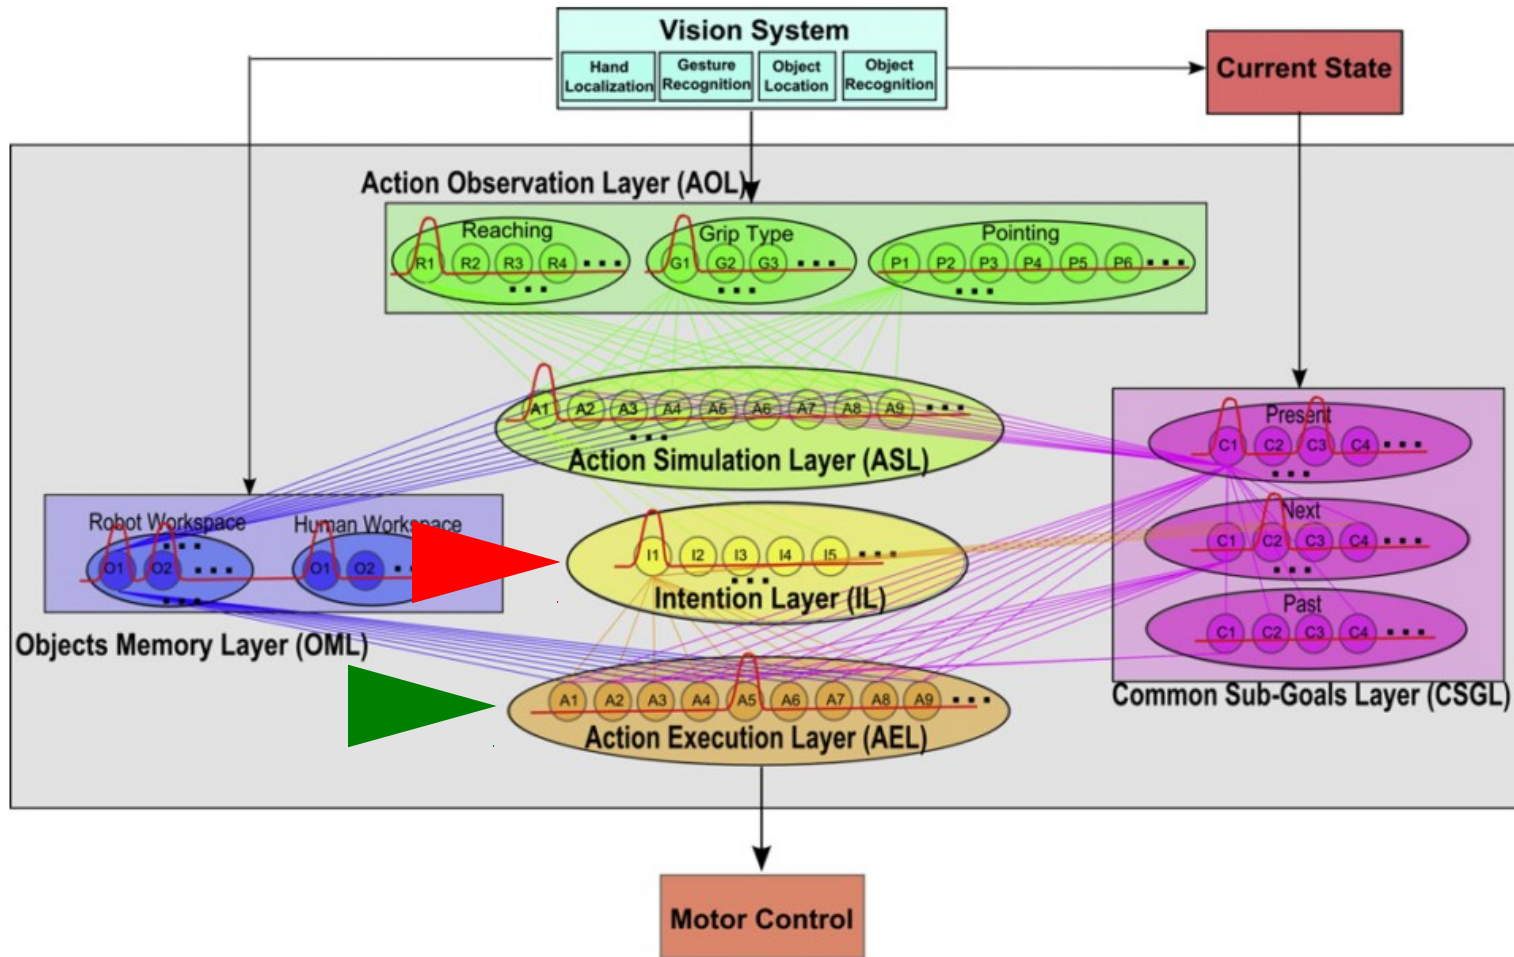 Vision System
Hand Localization
Gesture Recognition
Object Location
Object Recognition
Current State
Action Observation Layer (AOL)
Reaching
R1 R2 R3 R4 ...
...
Grip Type
G1 G2 G3 ...
...
Pointing
P1 P2 P3 P4 P5 P6 ...
...
A1 A2 A3 A4 A5 A6 A7 A8 A9 ...
...
Action Simulation Layer (ASL)
Present
C1 C2 C3 C4 ...
...
Next
C1 C2 C3 C4 ...
...
Past
C1 C2 C3 C4 ...
Common Sub-Goals Layer (CSGL)
Robot Workspace
...
O1 O2 ...
...
Human Workspace
O1 O2
Objects Memory Layer (OML)
I1 I2 I3 I4 I5 ...
...
Intention Layer (IL)
A1 A2 A3 A4 A5 A6 A7 A8 A9 ...
Action Execution Layer (AEL)
Motor Control